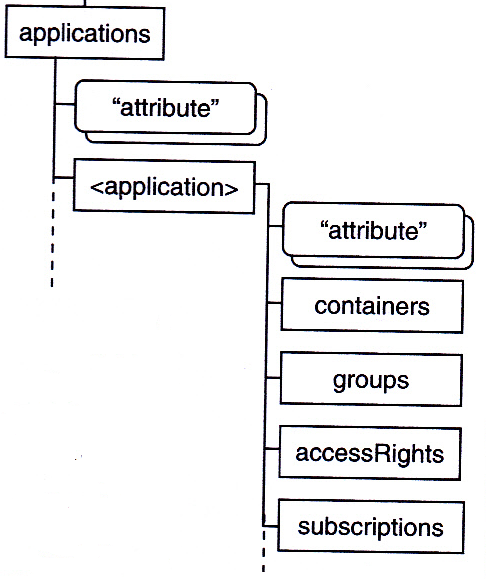 applications
“attribute”
<application>
“attribute”
containers
groups
accessRights
subscriptions